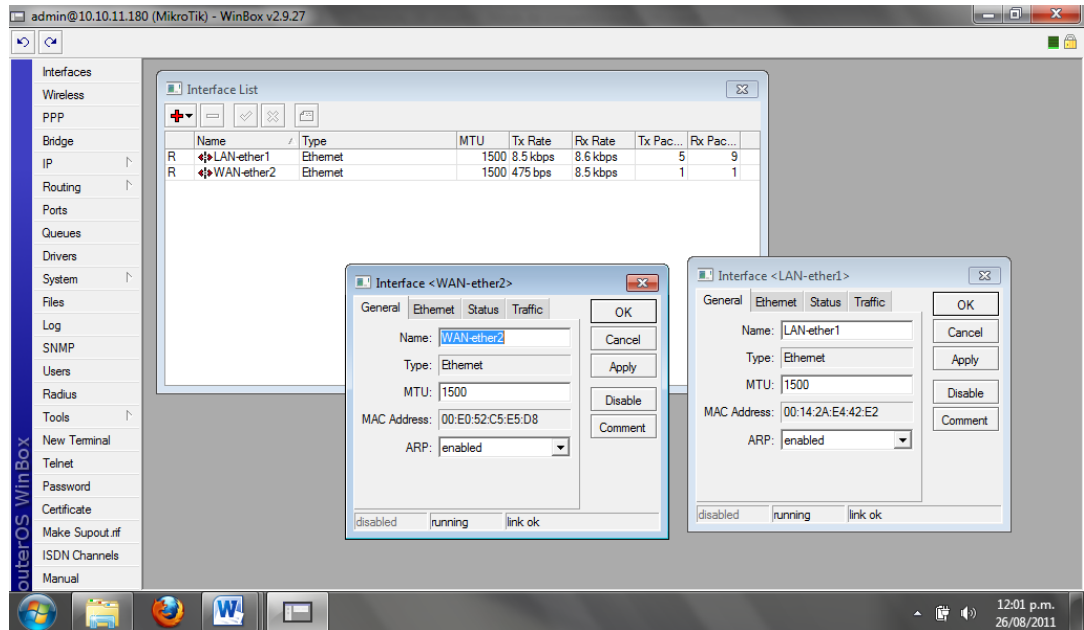 admin@10.10.11.180 (MikroTik) - WinBox v2.9.27
Interfaces
Wireless
PPP
Bridge
IP
Routing
Ports
Queues
Drivers
System
Files
Log
SNMP
Users
Radius
Tools
New Terminal
Telnet
Password
Certificate
Make Supout.rif
ISDN Channels
Manual
outerOS WinBox
Interface List
Name / Type MTU Tx Rate Rx Rate Tx Pac... Rx Pac...
R LAN-ether1 Ethernet 1500 8.5 kbps 8.6 kbps 5 9
R WAN-ether2 Ethernet 1500 475 bps 8.5 kbps 1 1
Interface <WAN-ether2>
General Ethernet Status Traffic
Name: WAN-ether2
Type: Ethernet
MTU: 1500
MAC Address: 00:E0:52:C5:E5:D8
ARP: enabled
OK
Cancel
Apply
Disable
Comment
disabled running link ok
Interface <LAN-ether1>
General Ethernet Status Traffic
Name: LAN-ether1
Type: Ethernet
MTU: 1500
MAC Address: 00:14:2A:E4:42:E2
ARP: enabled
OK
Cancel
Apply
Disable
Comment
disabled running link ok
12:01 p.m.
26/08/2011